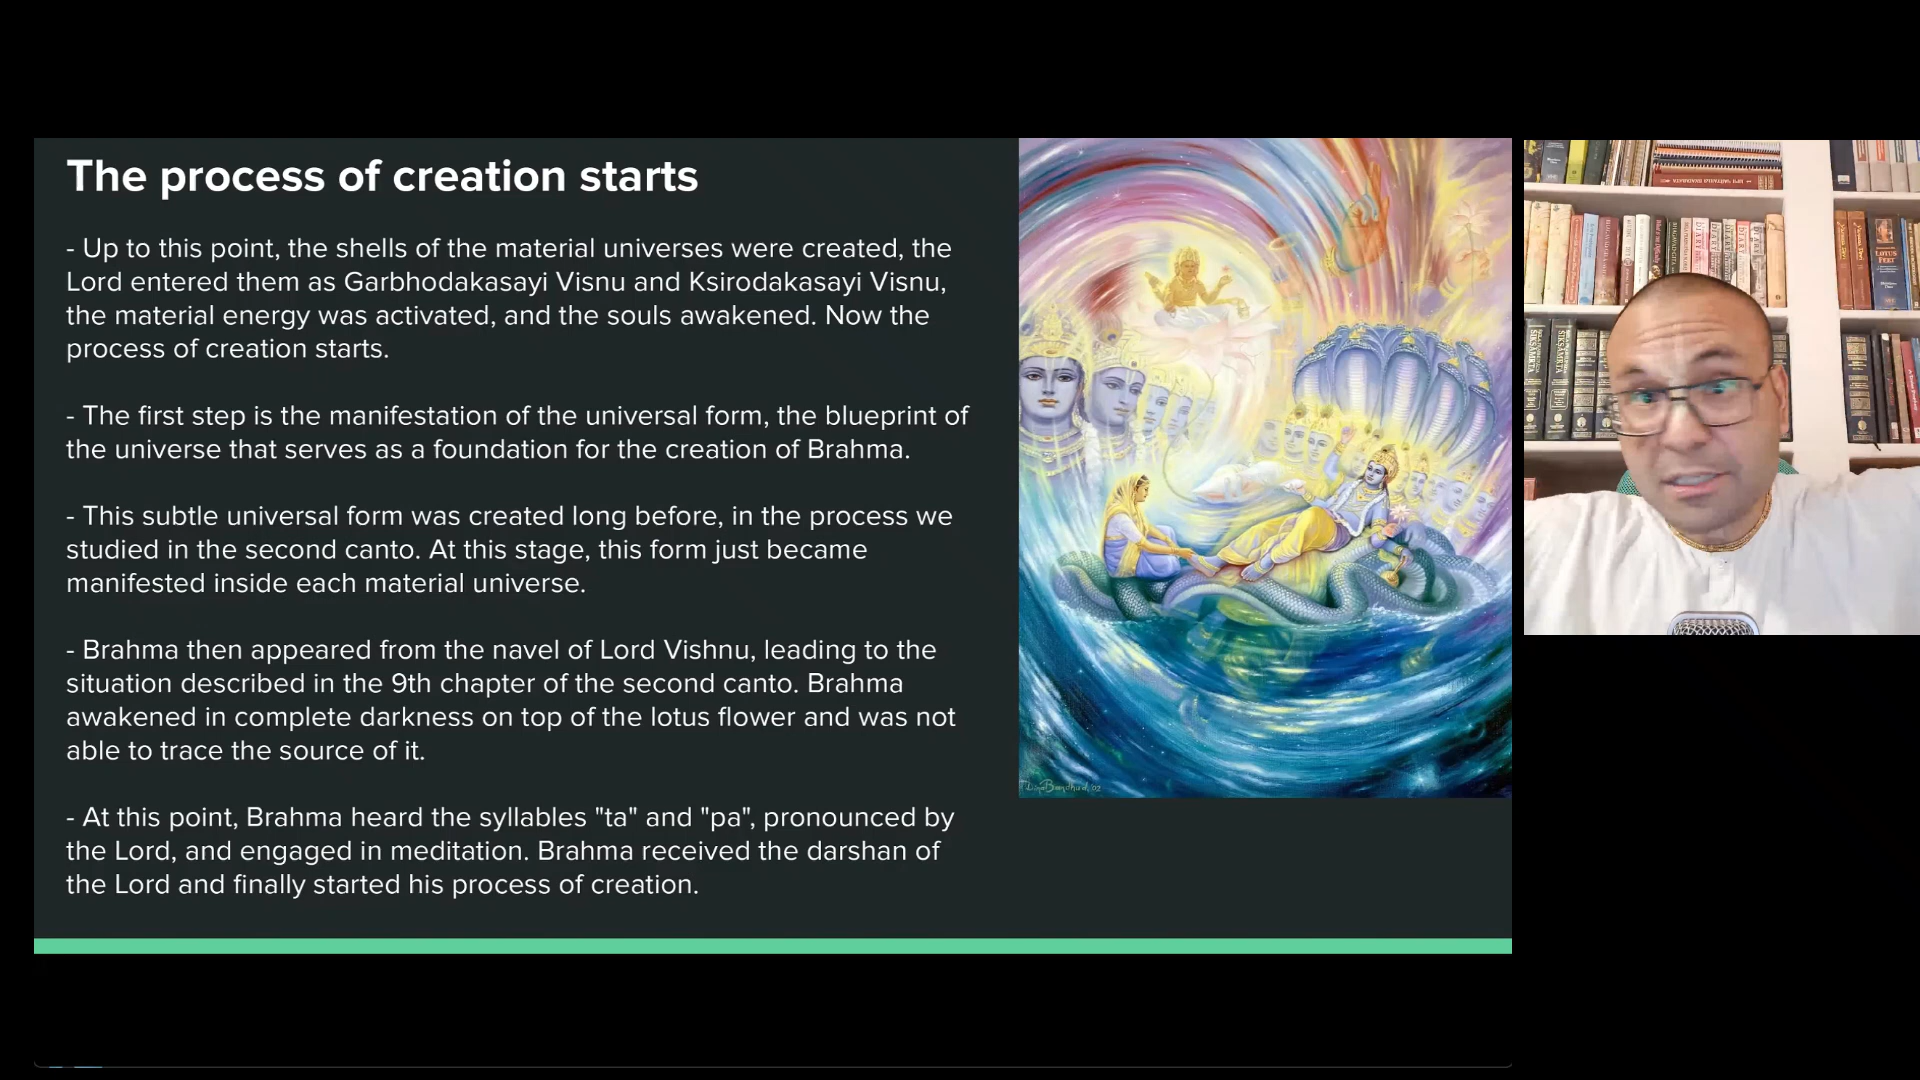 The process of creation starts
- Up to this point, the shells of the material universes were created, the
Lord entered them as Garbhodakasayi Visnu and Ksirodakasayi Visnu,
the material energy was activated, and the souls awakened. Now the
process of creation starts.
- The first step is the manifestation of the universal form, the blueprint of
the universe that serves as a foundation for the creation of Brahma.
- This subtle universal form was created long before, in the process we
studied in the second canto. At this stage, this form just became
manifested inside each material universe.
- Brahma then appeared from the navel of Lord Vishnu, leading to the
situation described in the 9th chapter of the second canto. Brahma
awakened in complete darkness on top of the lotus flower and was not
able to trace the source of it.
- At this point, Brahma heard the syllables "ta" and "pa", pronounced by
the Lord, and engaged in meditation. Brahma received the darshan of
the Lord and finally started his process of creation.
DIARY
DIARY
DIARY
LOTUS
FEET